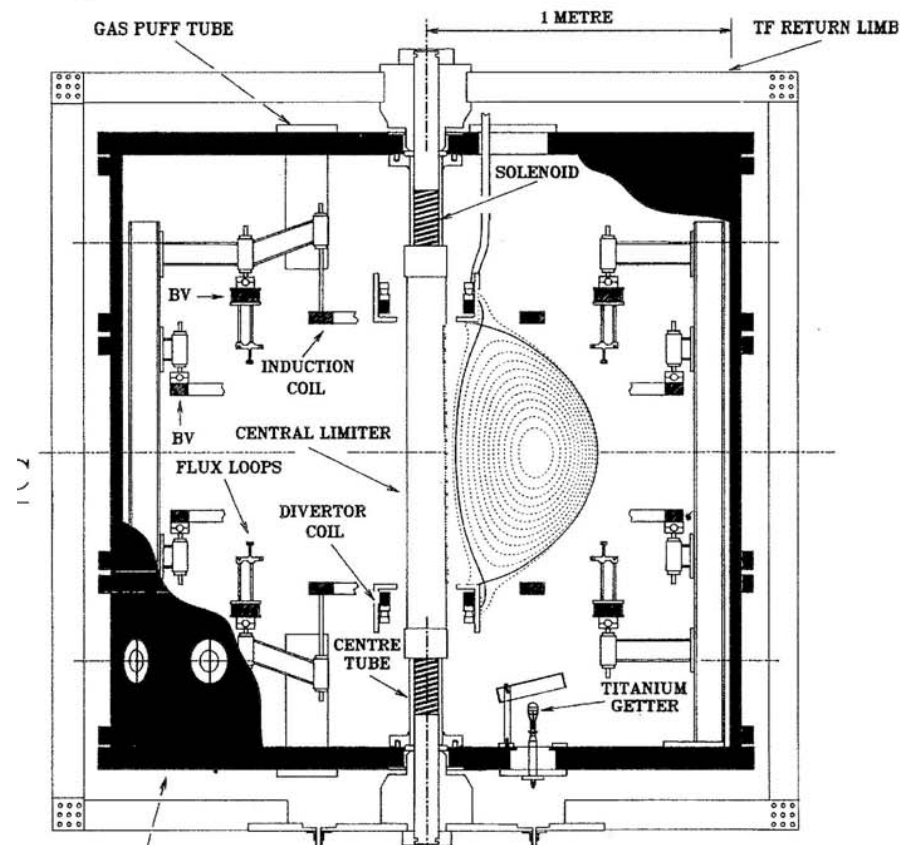 1 METRE
GAS PUFF TUBE
TF RETURN LIMB
SOLENOID
BV
INDUCTION
COIL
BV
CENTRAL LIMITER
FLUX LOOPS
DIVERTOR
COIL
CENTRE
TUBE
TITANIUM
GETTER